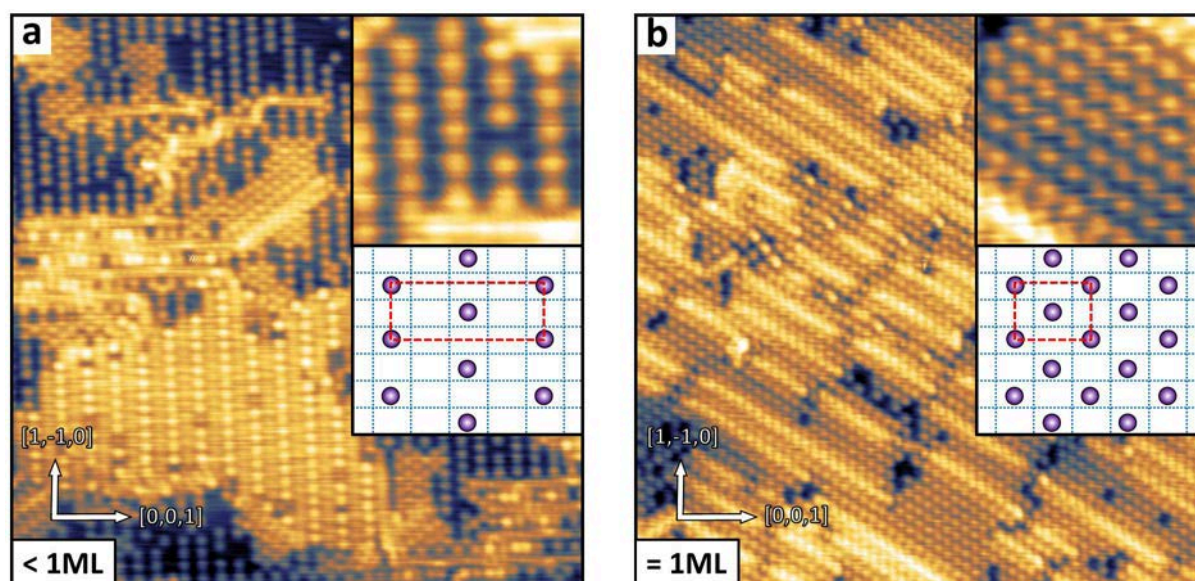 a
[1,-1,0]
[0,0,1]
< 1ML
b
[1,-1,0]
[0,0,1]
= 1ML